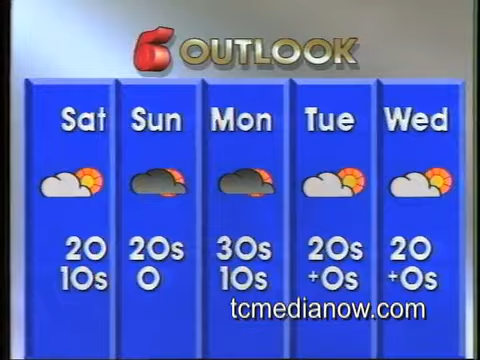 6 OUTLOOK
Sat Sun Mon Tue Wed
20 20s 30s 20s 20
10s 0 10s +0s +0s
tcmedianow.com